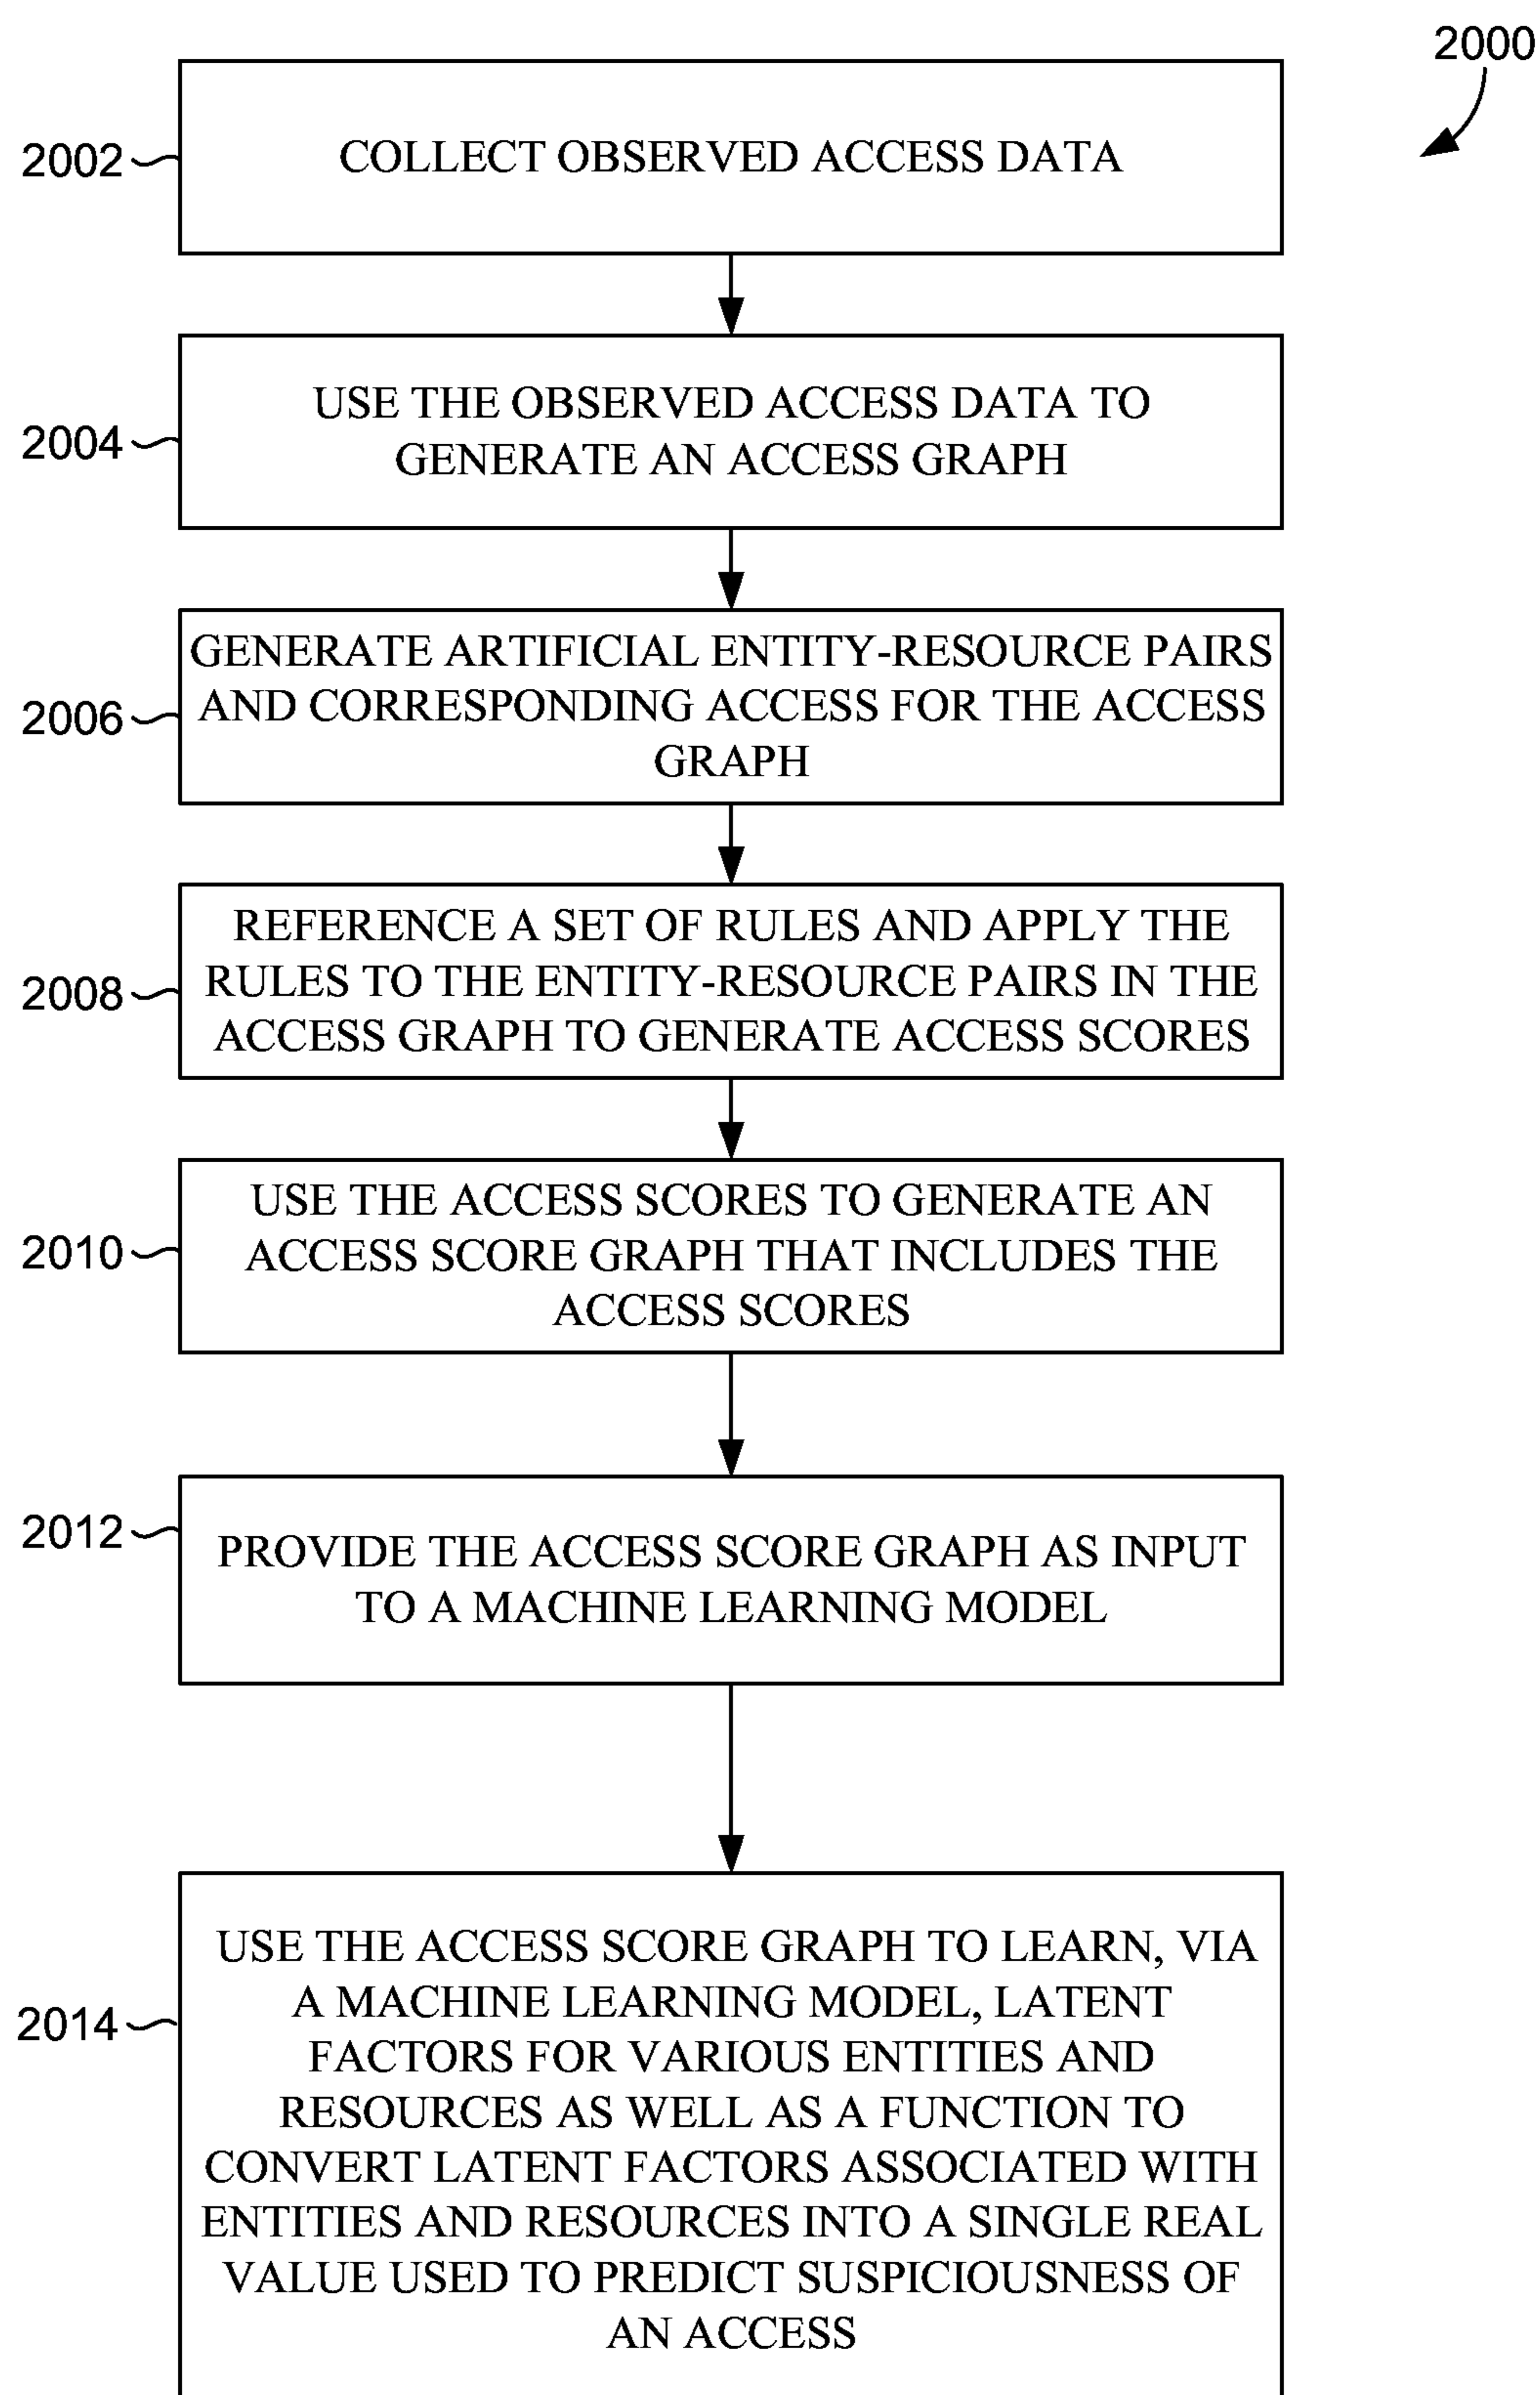 2000
2002
COLLECT OBSERVED ACCESS DATA
2004
USE THE OBSERVED ACCESS DATA TO
GENERATE AN ACCESS GRAPH
2006
GENERATE ARTIFICIAL ENTITY-RESOURCE PAIRS
AND CORRESPONDING ACCESS FOR THE ACCESS
GRAPH
2008
REFERENCE A SET OF RULES AND APPLY THE
RULES TO THE ENTITY-RESOURCE PAIRS IN THE
ACCESS GRAPH TO GENERATE ACCESS SCORES
2010
USE THE ACCESS SCORES TO GENERATE AN
ACCESS SCORE GRAPH THAT INCLUDES THE
ACCESS SCORES
2012
PROVIDE THE ACCESS SCORE GRAPH AS INPUT
TO A MACHINE LEARNING MODEL
2014
USE THE ACCESS SCORE GRAPH TO LEARN, VIA
A MACHINE LEARNING MODEL, LATENT
FACTORS FOR VARIOUS ENTITIES AND
RESOURCES AS WELL AS A FUNCTION TO
CONVERT LATENT FACTORS ASSOCIATED WITH
ENTITIES AND RESOURCES INTO A SINGLE REAL
VALUE USED TO PREDICT SUSPICIOUSNESS OF
AN ACCESS